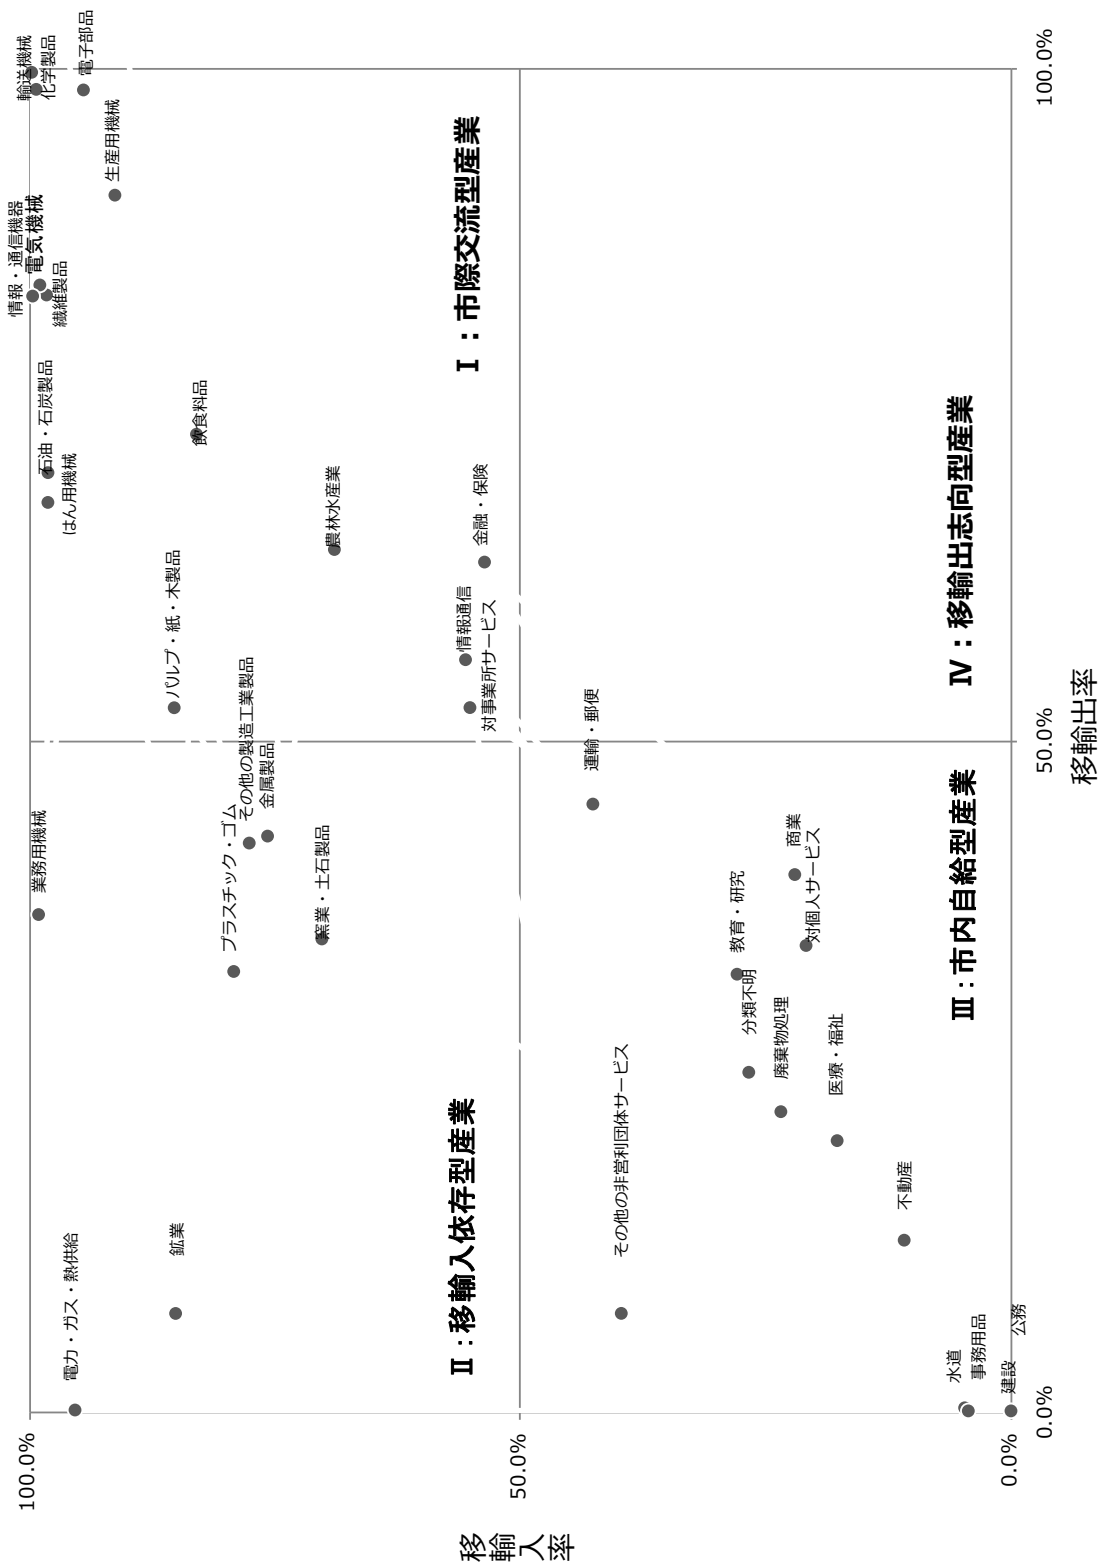 移輸入率
100.0%
50.0%
0.0%
0.0%
50.0%
100.0%
移輸出率
Ⅰ：市際交流型産業
Ⅱ：移輸入依存型産業
Ⅲ：市内自給型産業
Ⅳ：移輸出志向型産業
電力・ガス・熱供給
鉱業
業務用機械
プラスチック・ゴム
その他の製造工業製品
金属製品
窯業・土石製品
パルプ・紙・木製品
はん用機械
石油・石炭製品
情報・通信機器
電気機械
繊維製品
輸送機械
化学製品
電子部品
生産用機械
飲食料品
農林水産業
金融・保険
情報通信
対事業所サービス
運輸・郵便
その他の非営利団体サービス
教育・研究
分類不明
廃棄物処理
商業
対個人サービス
医療・福祉
不動産
水道
事務用品
建設
公務